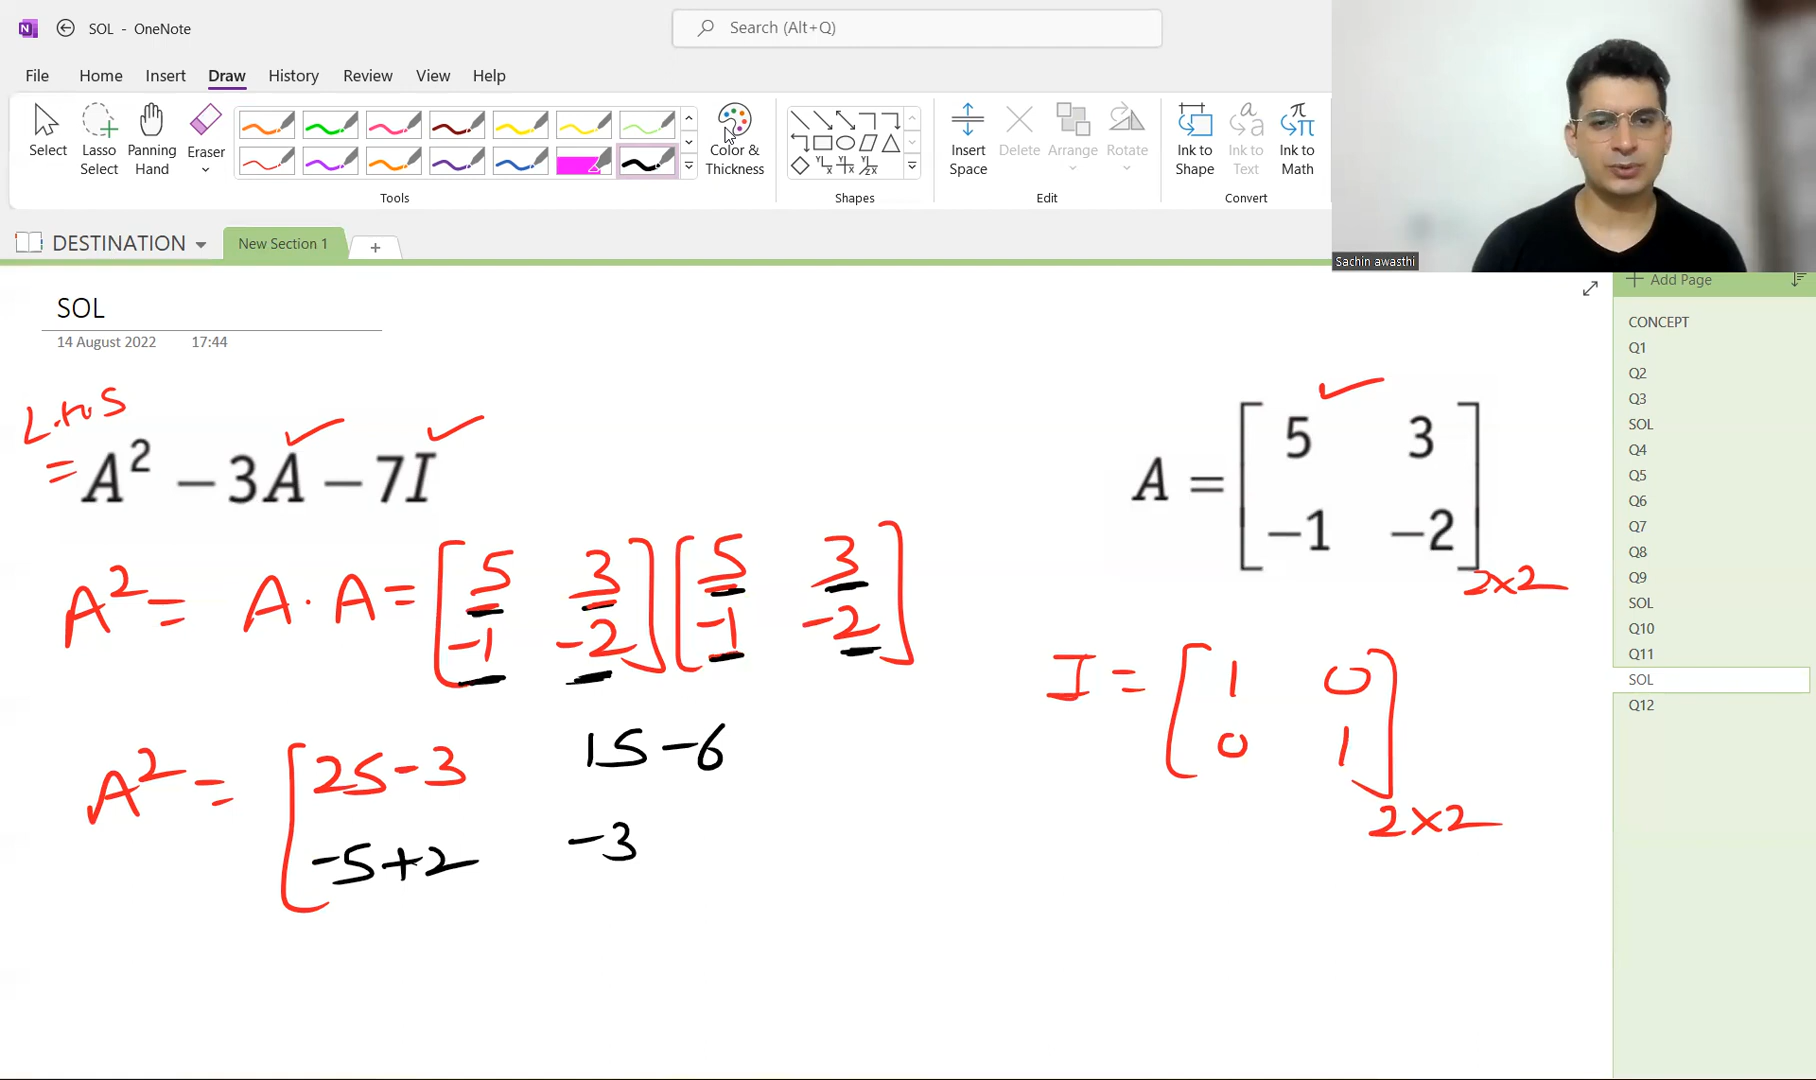 SOL - OneNote
Search (Alt+Q)
File Home Insert Draw History Review View Help
Select
Lasso Select
Panning Hand
Eraser
Color & Thickness
Insert Space
Delete
Arrange
Rotate
Ink to Shape
Ink to Text
Ink to Math
Tools
Shapes
Edit
Convert
Sachin awasthi
DESTINATION
New Section 1
+
Add Page
SOL
14 August 2022 17:44
CONCEPT
Q1
Q2
Q3
SOL
Q4
Q5
Q6
Q7
Q8
Q9
SOL
Q10
Q11
SOL
Q12
L.H.S
= A² − 3A − 7I
A = [5 3
−1 −2] 2×2
A² = A · A = [5 3 [5 3
−1 −2] −1 −2]
I = [1 0
0 1] 2×2
A² = [25−3 15−6
−5+2 −3